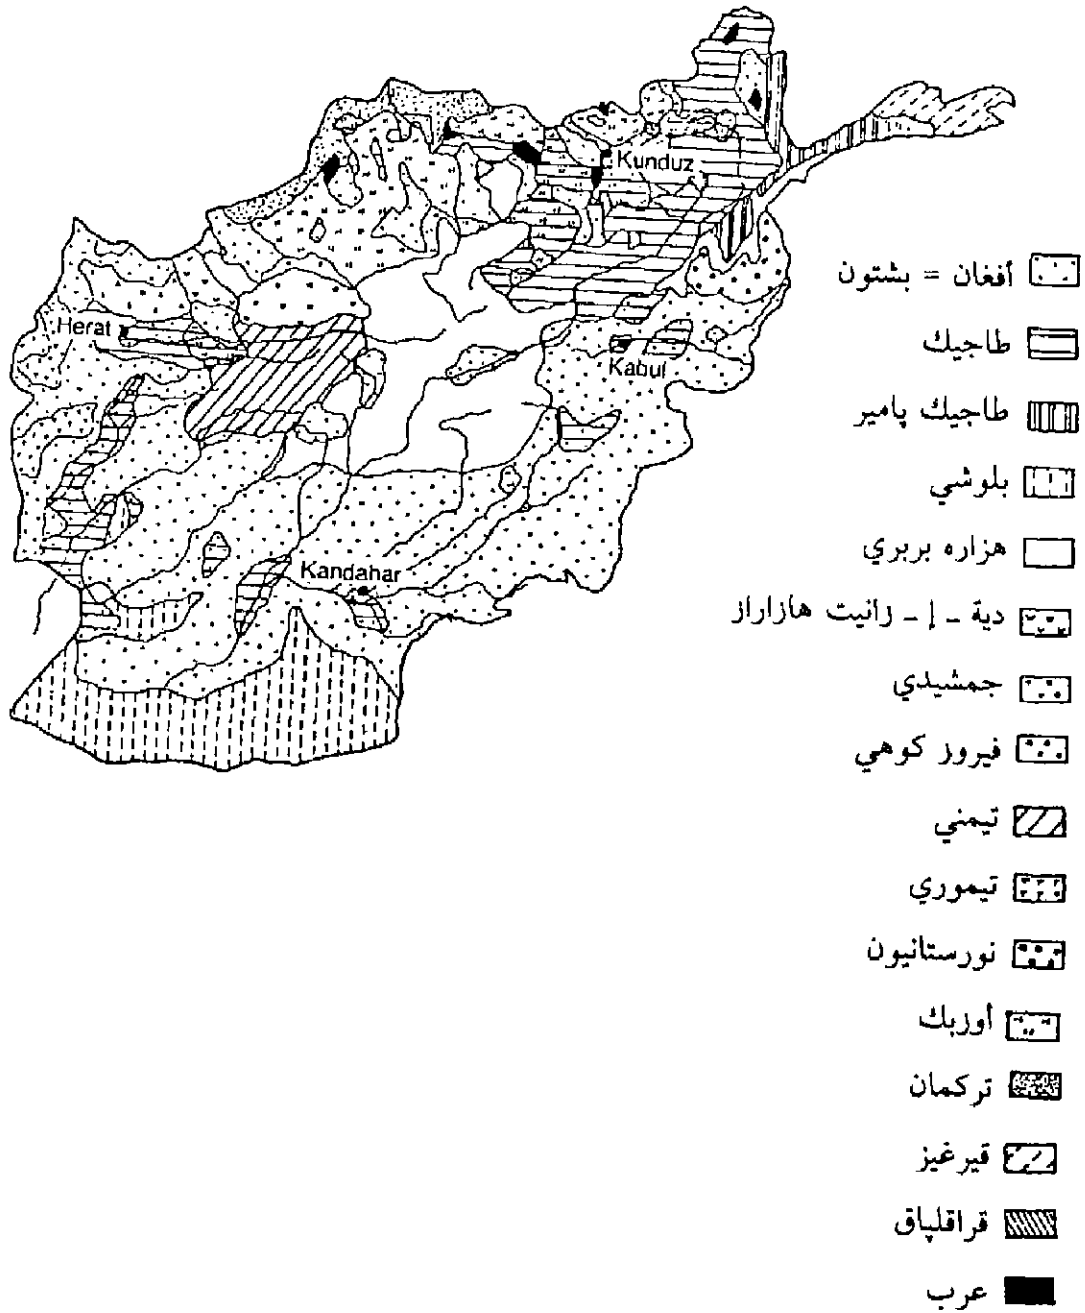 Kunduz
Herat
Kabul
Kandahar
أفغان = بشتون
طاجيك
طاجيك پامير
بلوشي
هزاره بربري
دية - إ - زانيت هازاراز
جمشيدي
فيروز كوهي
تيمني
تيموري
نورستانيون
أوزبك
تركمان
قيرغيز
قراقلپاق
عرب